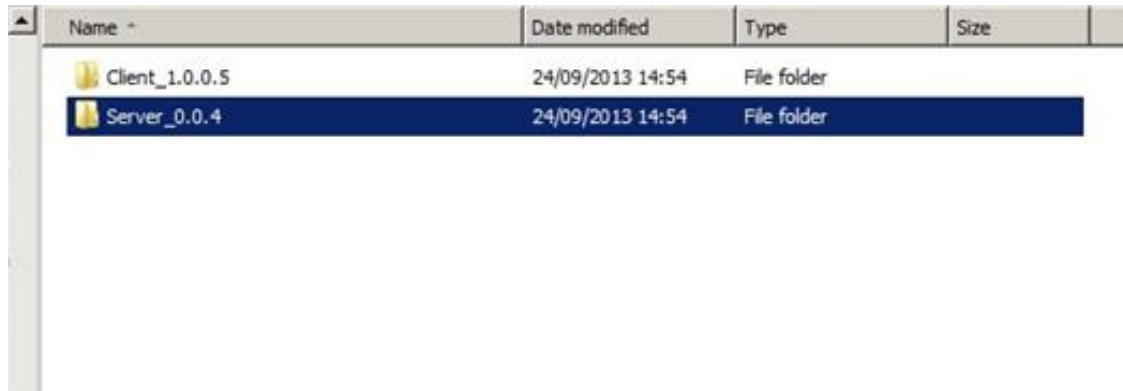 Name Date modified Type Size
Client_1.0.0.5 24/09/2013 14:54 File folder
Server_0.0.4 24/09/2013 14:54 File folder